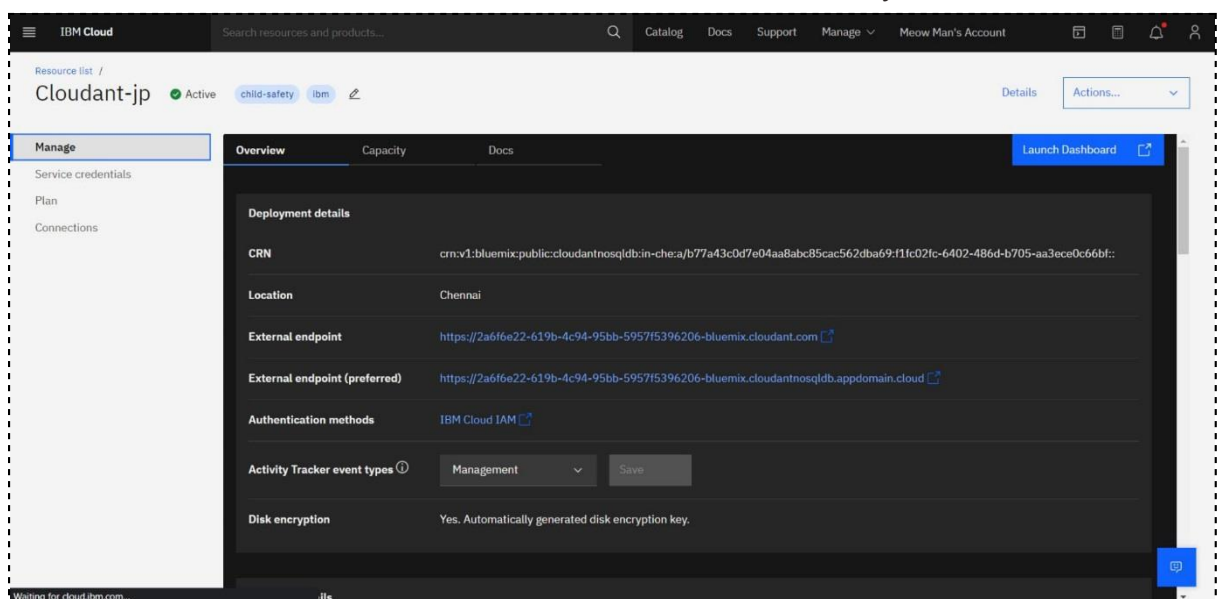 IBM Cloud Search resources and products... Catalog Docs Support Manage Meow Man's Account
Resource list /
Cloudant-jp Active child-safety ibm Details Actions...
Manage
Service credentials
Plan
Connections
Overview Capacity Docs Launch Dashboard
Deployment details
CRN crn:v1:bluemix:public:cloudantnosqldb:in-che:a/b77a43c0d7e04aa8abc85cac562dba69:f1fc02fc-6402-486d-b705-aa3ece0c66bf::
Location Chennai
External endpoint https://2a6f6e22-619b-4c94-95bb-5957f5396206-bluemix.cloudant.com
External endpoint (preferred) https://2a6f6e22-619b-4c94-95bb-5957f5396206-bluemix.cloudantnosqldb.appdomain.cloud
Authentication methods IBM Cloud IAM
Activity Tracker event types Management Save
Disk encryption Yes. Automatically generated disk encryption key.
Waiting for cloud.ibm.com...